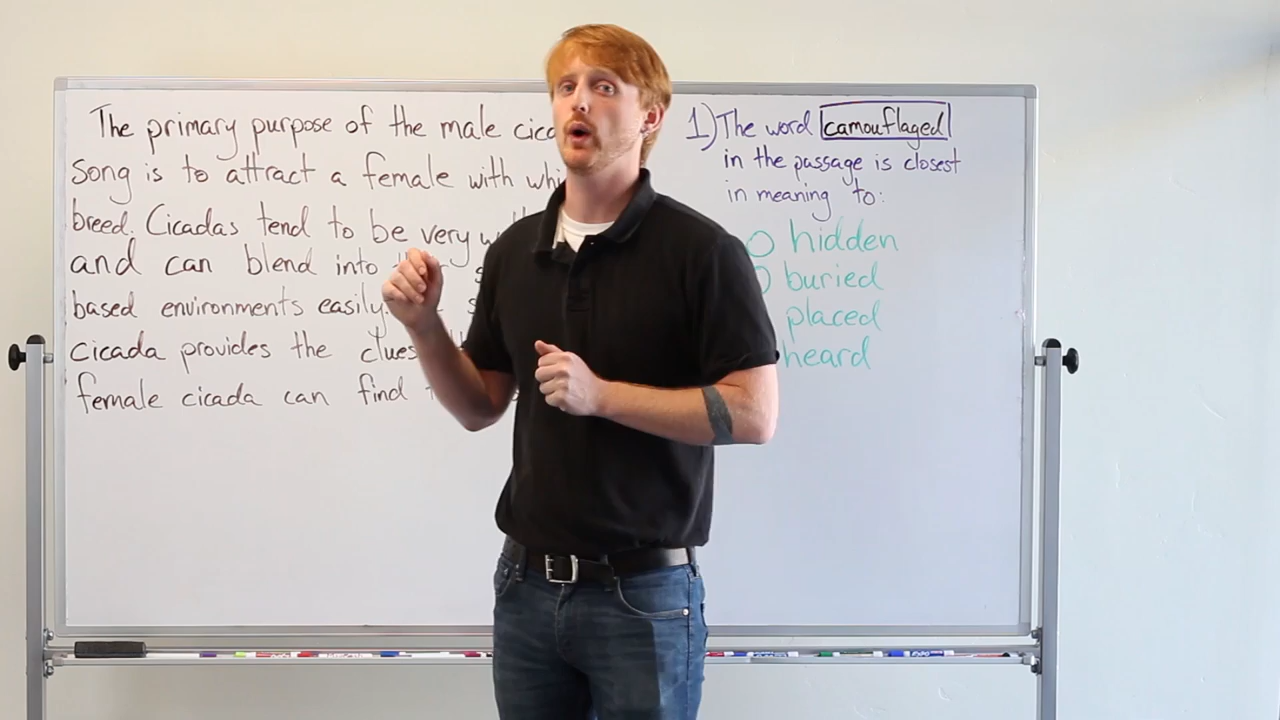 The primary purpose of the male
song is to attract a female with
breed. Cicadas tend to be very
and can blend into
based environments easily.
cicada provides the clues
female cicada can find
1) The word camouflaged
in the passage is closest
in meaning to:
hidden
buried
placed
heard